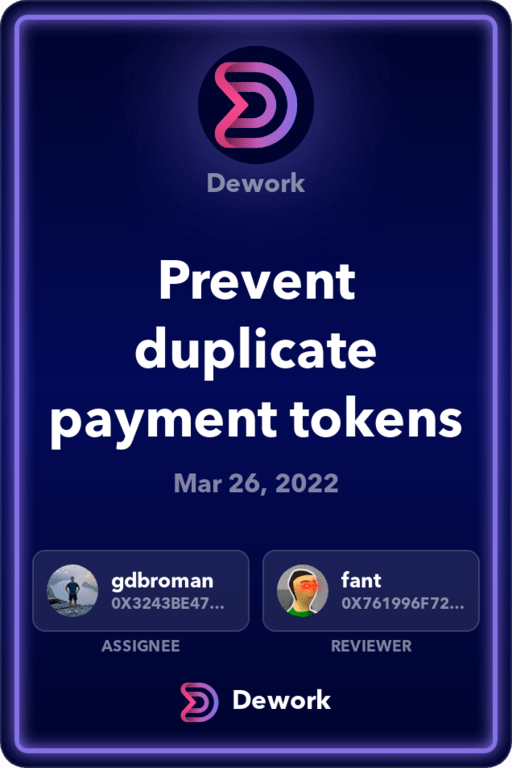 Dework
Prevent
duplicate
payment tokens
Mar 26, 2022
gdbroman
0X3243BE47...
ASSIGNEE
fant
0X761996F72...
REVIEWER
Dework